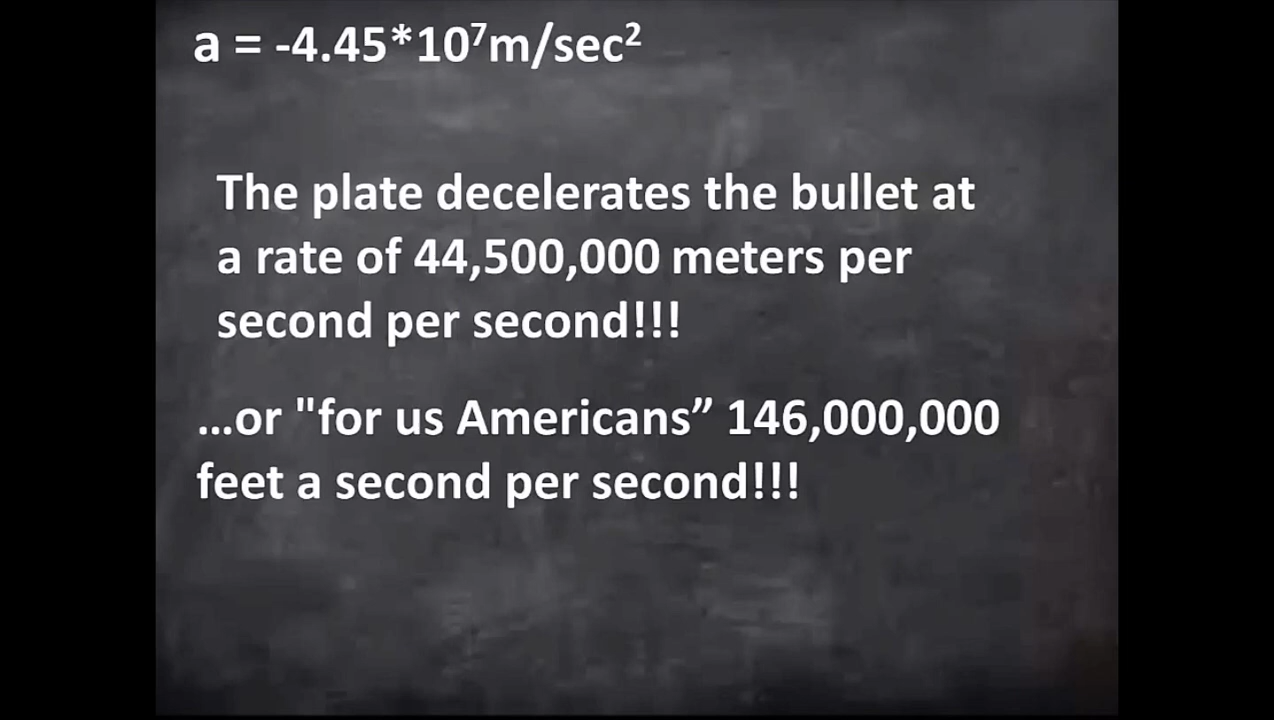 a = -4.45*10⁷m/sec²
The plate decelerates the bullet at
a rate of 44,500,000 meters per
second per second!!!
…or "for us Americans” 146,000,000
feet a second per second!!!